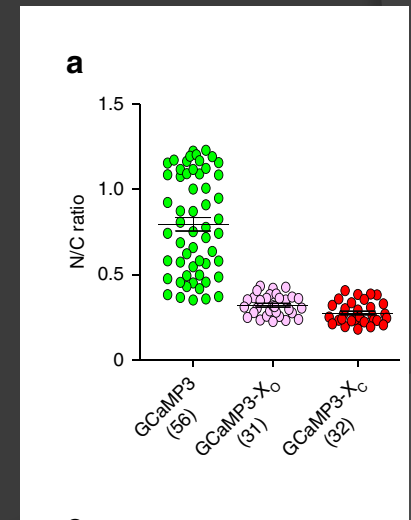 a
1.5
1.0
0.5
0
N/C ratio
GCaMP3
(56)
GCaMP3-XO
(31)
GCaMP3-XC
(32)